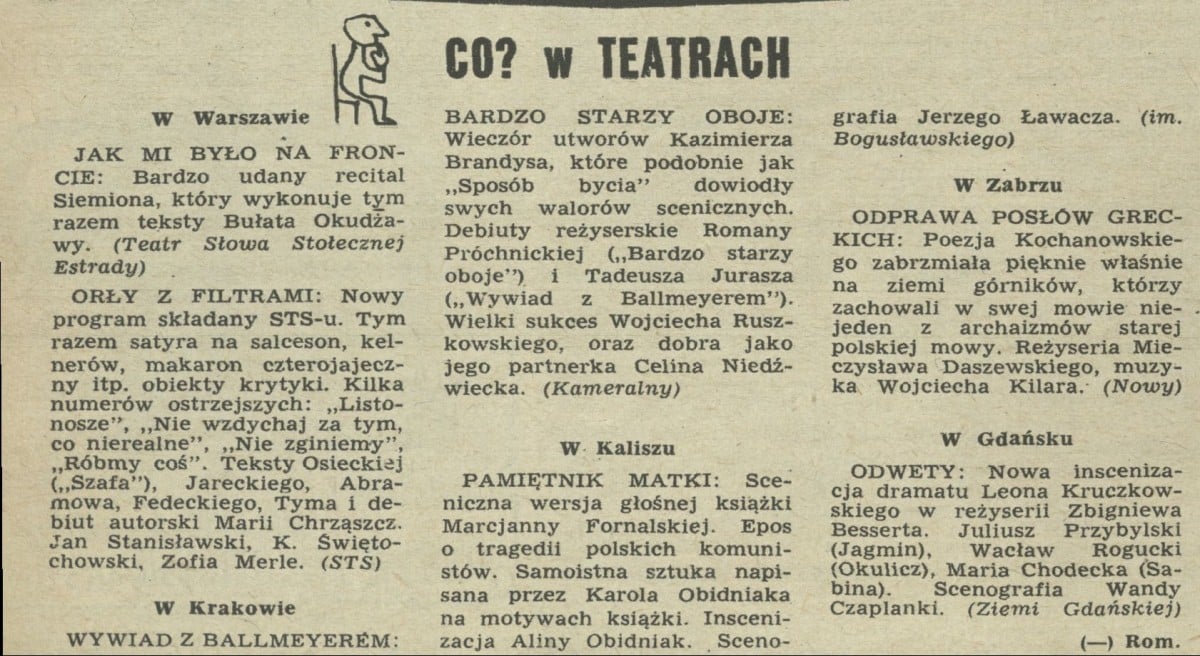 CO? w TEATRACH
W Warszawie
JAK MI BYŁO NA FRON-
CIE: Bardzo udany recital
Siemiona, który wykonuje tym
razem teksty Bułata Okudża-
wy. (Teatr Słowa Stołecznej
Estrady)
ORŁY Z FILTRAMI: Nowy
program składany STS-u. Tym
razem satyra na salceson, kel-
nerów, makaron czterojajecz-
ny itp. obiekty krytyki. Kilka
numerów ostrzejszych: „Listo-
nosze”, „Nie wzdychaj za tym,
co nierealne”, „Nie zginiemy”,
„Róbmy coś”. Teksty Osieckiej
(„Szafa”), Jareckiego, Abra-
mowa, Fedeckiego, Tyma i de-
biut autorski Marii Chrząszcz.
Jan Stanisławski, K. Święto-
chowski, Zofia Merle. (STS)
W Krakowie
WYWIAD Z BALLMEYEREM:
BARDZO STARZY OBOJE:
Wieczór utworów Kazimierza
Brandysa, które podobnie jak
„Sposób bycia” dowiodły
swych walorów scenicznych.
Debiuty reżyserskie Romany
Próchnickiej („Bardzo starzy
oboje”) i Tadeusza Jurasza
(„Wywiad z Ballmeyerem”).
Wielki sukces Wojciecha Rusz-
kowskiego, oraz dobra jako
jego partnerka Celina Niedź-
wiecka. (Kameralny)
W Kaliszu
PAMIĘTNIK MATKI: Sce-
niczna wersja głośnej książki
Marcjanny Fornalskiej. Epos
o tragedii polskich komuni-
stów. Samoistna sztuka napi-
sana przez Karola Obidniaka
na motywach książki. Insceni-
zacja Aliny Obidniak. Sceno-
grafia Jerzego Ławacza. (im.
Bogusławskiego)
W Zabrzu
ODPRAWA POSŁÓW GREC-
KICH: Poezja Kochanowskie-
go zabrzmiała pięknie właśnie
na ziemi górników, którzy
zachowali w swej mowie nie-
jeden z archaizmów starej
polskiej mowy. Reżyseria Mie-
czysława Daszewskiego, muzy-
ka Wojciecha Kilara. (Nowy)
W Gdańsku
ODWETY: Nowa insceniza-
cja dramatu Leona Kruczkow-
skiego w reżyserii Zbigniewa
Besserta. Juliusz Przybylski
(Jagmin), Wacław Rogucki
(Okulicz), Maria Chodecka (Sa-
bina). Scenografia Wandy
Czaplanki. (Ziemi Gdańskiej)
(—) Rom.